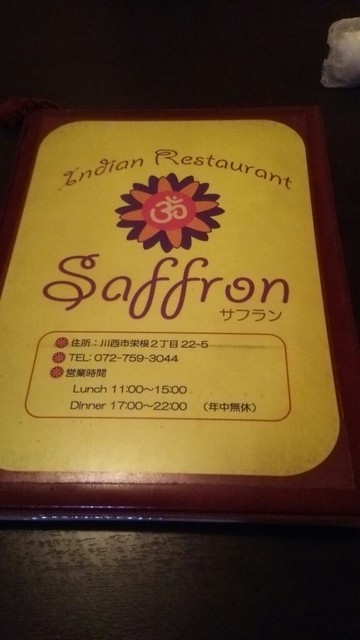 Indian Restaurant
ॐ
Saffron
サフラン
住所：川西市栄根2丁目22-5
TEL: 072-759-3044
営業時間
Lunch 11:00～15:00
Dinner 17:00～22:00 （年中無休）